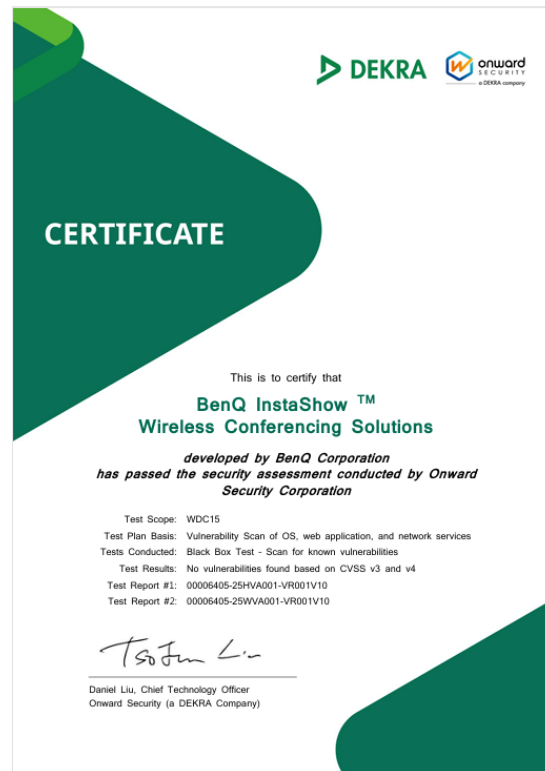 DEKRA
onward
SECURITY
a DEKRA company
CERTIFICATE
This is to certify that
BenQ InstaShow ™
Wireless Conferencing Solutions
developed by BenQ Corporation
has passed the security assessment conducted by Onward
Security Corporation
Test Scope: WDC15
Test Plan Basis: Vulnerability Scan of OS, web application, and network services
Tests Conducted: Black Box Test - Scan for known vulnerabilities
Test Results: No vulnerabilities found based on CVSS v3 and v4
Test Report #1: 00006405-25HVA001-VR001V10
Test Report #2: 00006405-25WVA001-VR001V10
Daniel Liu, Chief Technology Officer
Onward Security (a DEKRA Company)